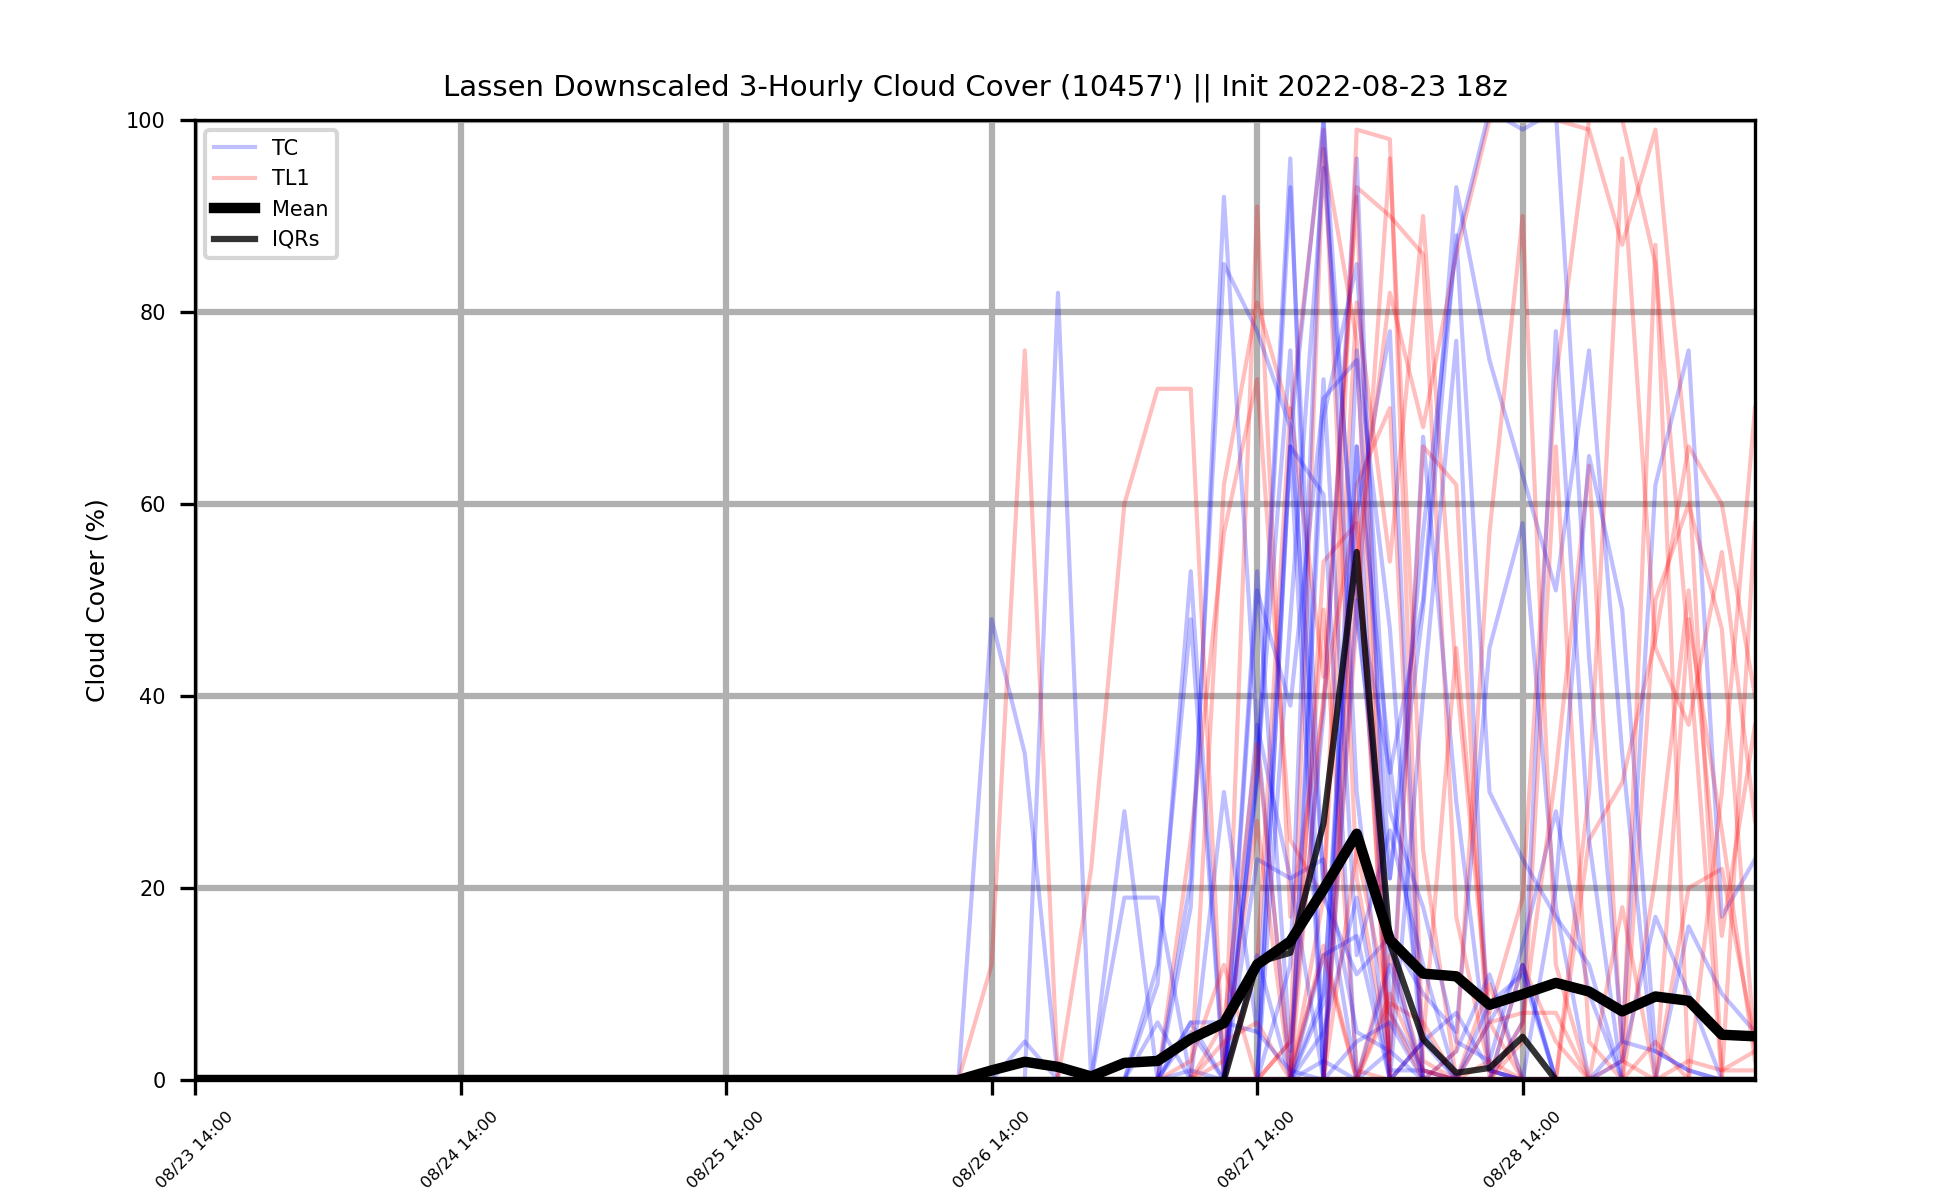 Lassen Downscaled 3-Hourly Cloud Cover (10457') || Init 2022-08-23 18z
TC
TL1
Mean
IQRs
Cloud Cover (%)
100
80
60
40
20
0
08/23 14:00
08/24 14:00
08/25 14:00
08/26 14:00
08/27 14:00
08/28 14:00